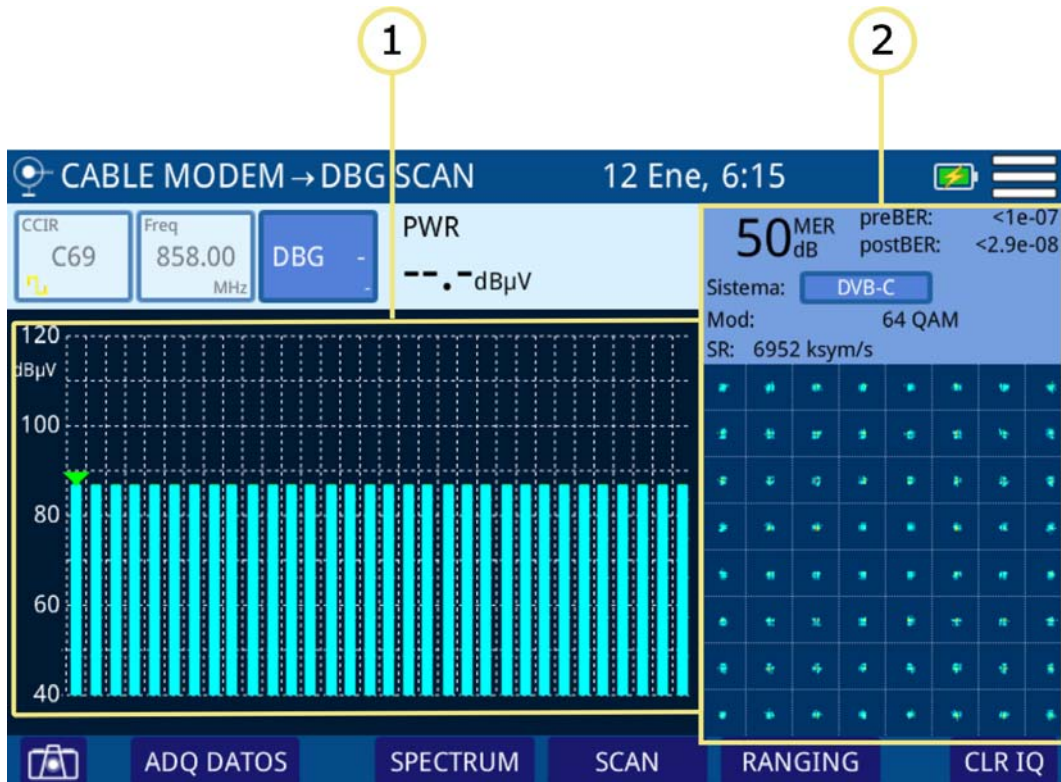 1
2
CABLE MODEM → DBG SCAN
12 Ene, 6:15
CCIR
C69
Freq
858.00
MHz
DBG -
-
PWR
--.-dBµV
50 MER dB
preBER: <1e-07
postBER: <2.9e-08
Sistema: DVB-C
Mod: 64 QAM
SR: 6952 ksym/s
120
dBµV
100
80
60
40
ADQ DATOS
SPECTRUM
SCAN
RANGING
CLR IQ